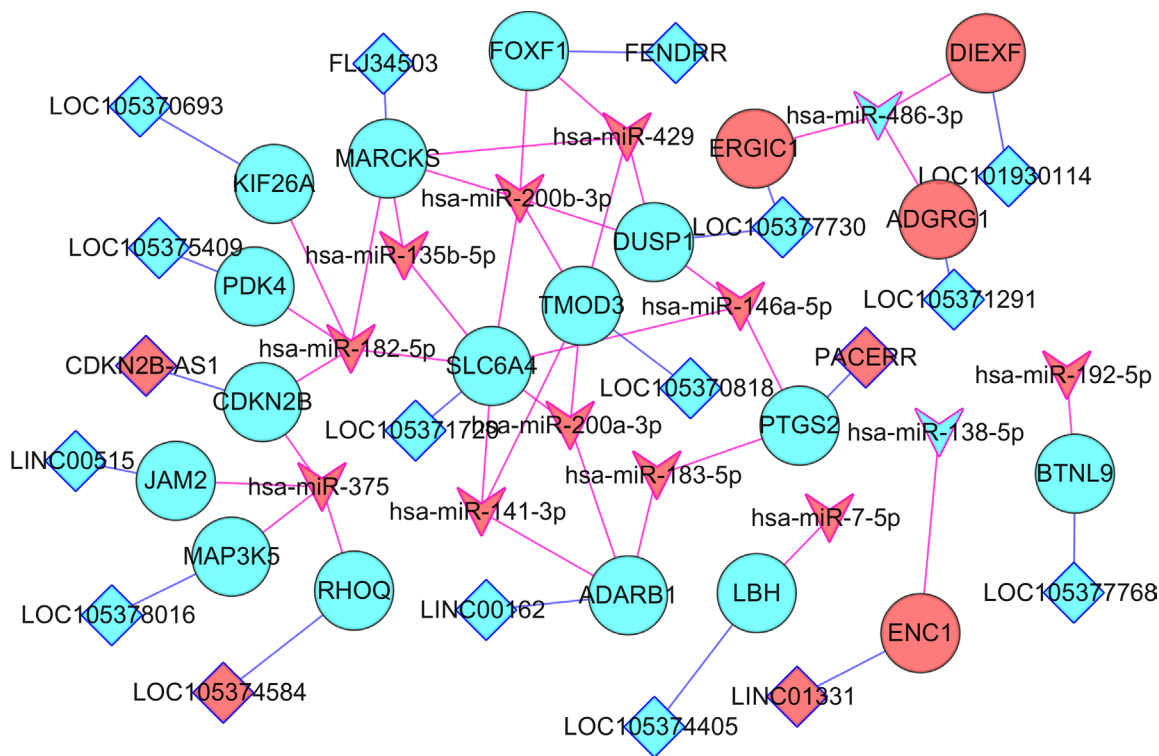 FOXF1
FENDRR
DIEXF
FLJ34503
LOC105370693
hsa-miR-486-3p
hsa-miR-429
MARCKS
ERGIC1
KIF26A
LOC101930114
hsa-miR-200b-3p
ADGRG1
LOC105377730
DUSP1
LOC105375409
hsa-miR-135b-5p
PDK4
TMOD3
hsa-miR-146a-5p
LOC105371291
hsa-miR-182-5p
SLC6A4
PACERR
CDKN2B-AS1
hsa-miR-192-5p
LOC105370818
CDKN2B
PTGS2
LOC105371720
hsa-miR-200a-3p
hsa-miR-138-5p
LINC00515
JAM2
hsa-miR-183-5p
BTNL9
hsa-miR-375
hsa-miR-141-3p
hsa-miR-7-5p
MAP3K5
RHOQ
ADARB1
LBH
LOC105377768
LINC00162
LOC105378016
ENC1
LOC105374584
LINC01331
LOC105374405